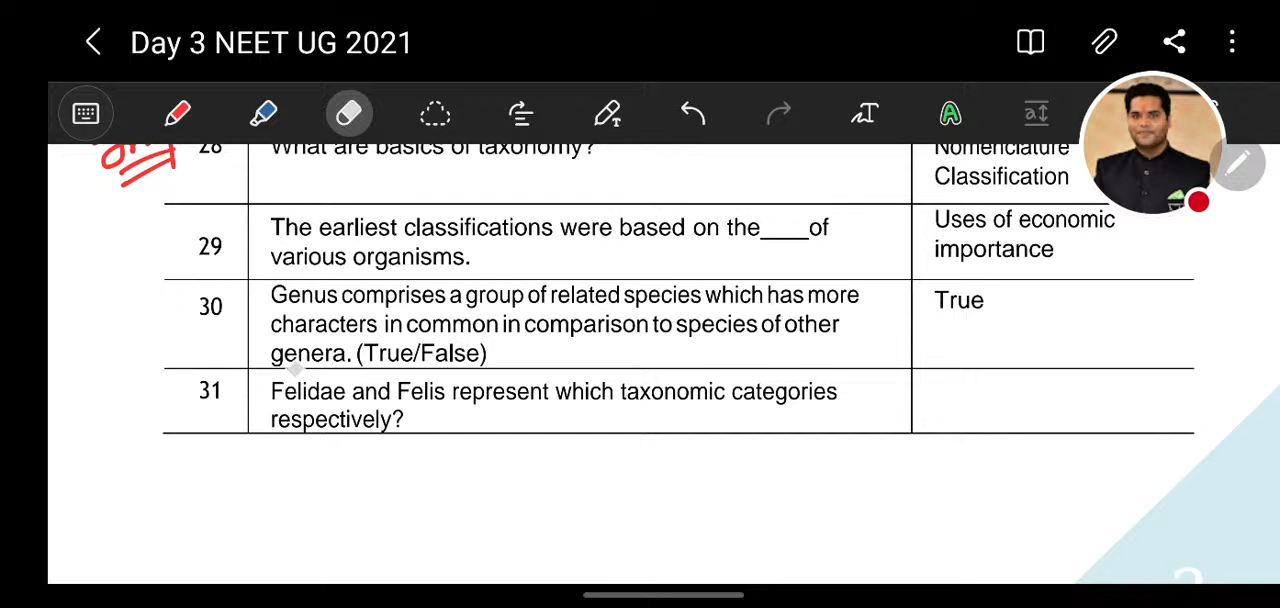 Day 3 NEET UG 2021
28 What are basics of taxonomy? Nomenclature
Classification
29 The earliest classifications were based on the____of
various organisms.
Uses of economic
importance
30 Genus comprises a group of related species which has more
characters in common in comparison to species of other
genera. (True/False)
True
31 Felidae and Felis represent which taxonomic categories
respectively?